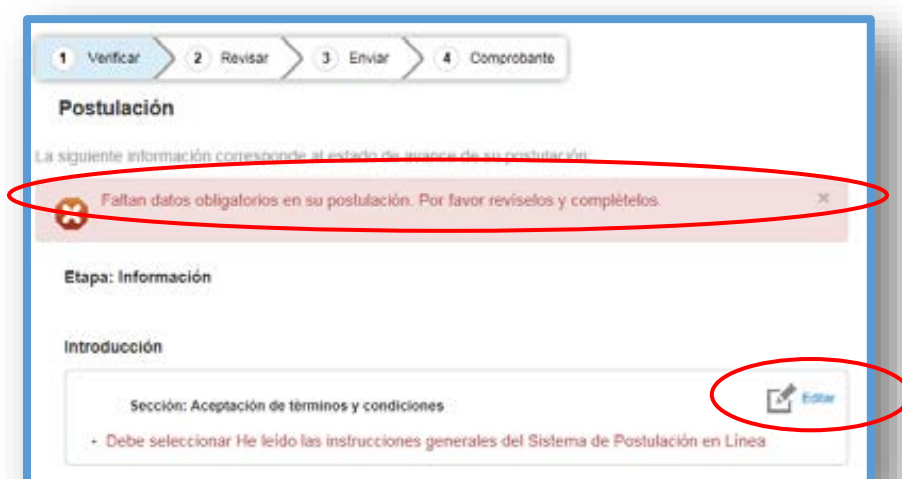 1 Verificar 2 Revisar 3 Enviar 4 Comprobante
Postulación
La siguiente información corresponde al estado de avance de su postulación:
Faltan datos obligatorios en su postulación. Por favor revíselos y complételos. ×
Etapa: Información
Introducción
Sección: Aceptación de términos y condiciones Editar
- Debe seleccionar He leído las instrucciones generales del Sistema de Postulación en Línea